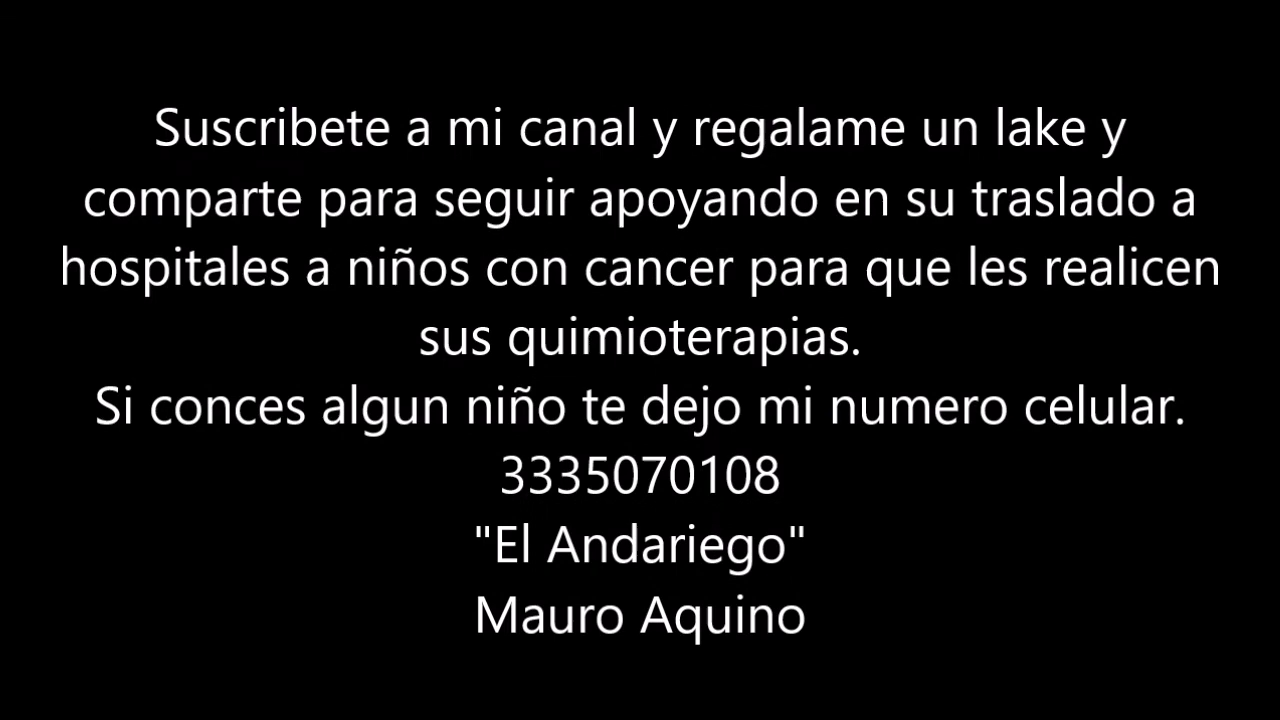 Suscribete a mi canal y regalame un lake y
comparte para seguir apoyando en su traslado a
hospitales a niños con cancer para que les realicen
sus quimioterapias.
Si conces algun niño te dejo mi numero celular.
3335070108
"El Andariego"
Mauro Aquino